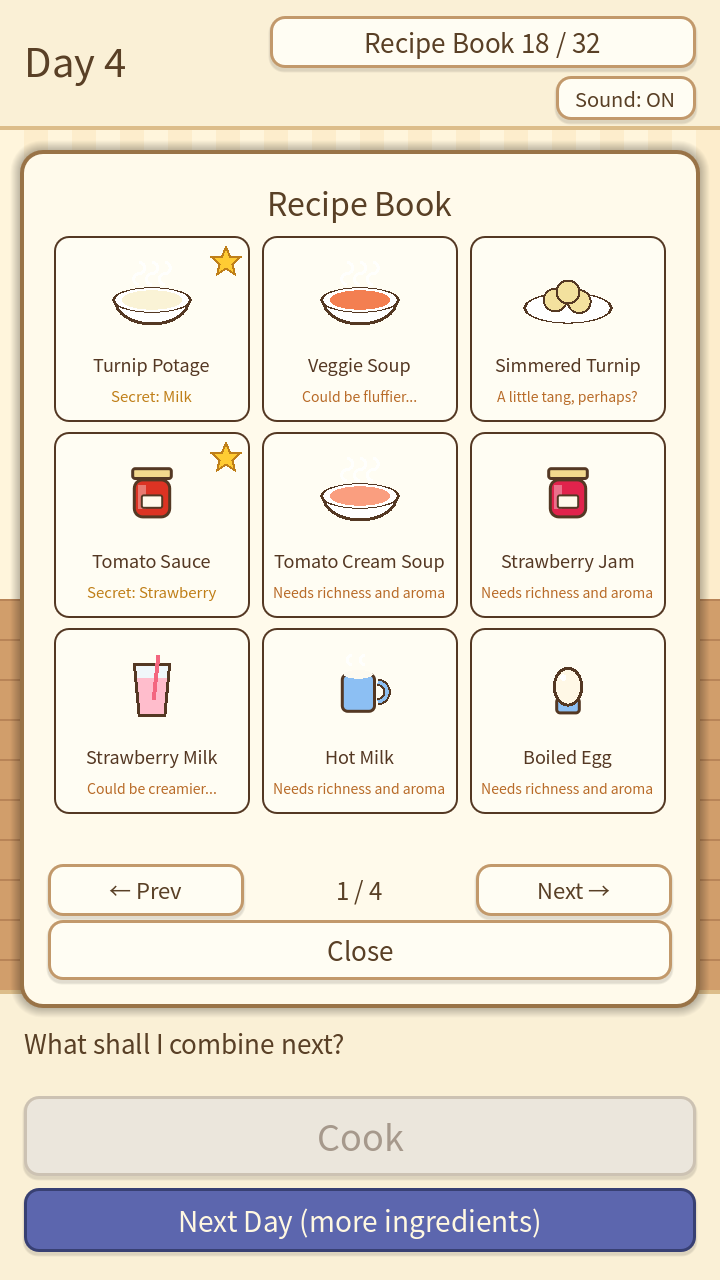 Day 4
Recipe Book 18 / 32
Sound: ON
Recipe Book
Turnip Potage
Secret: Milk
Veggie Soup
Could be fluffier...
Simmered Turnip
A little tang, perhaps?
Tomato Sauce
Secret: Strawberry
Tomato Cream Soup
Needs richness and aroma
Strawberry Jam
Needs richness and aroma
Strawberry Milk
Could be creamier...
Hot Milk
Needs richness and aroma
Boiled Egg
Needs richness and aroma
← Prev
1 / 4
Next →
Close
What shall I combine next?
Cook
Next Day (more ingredients)